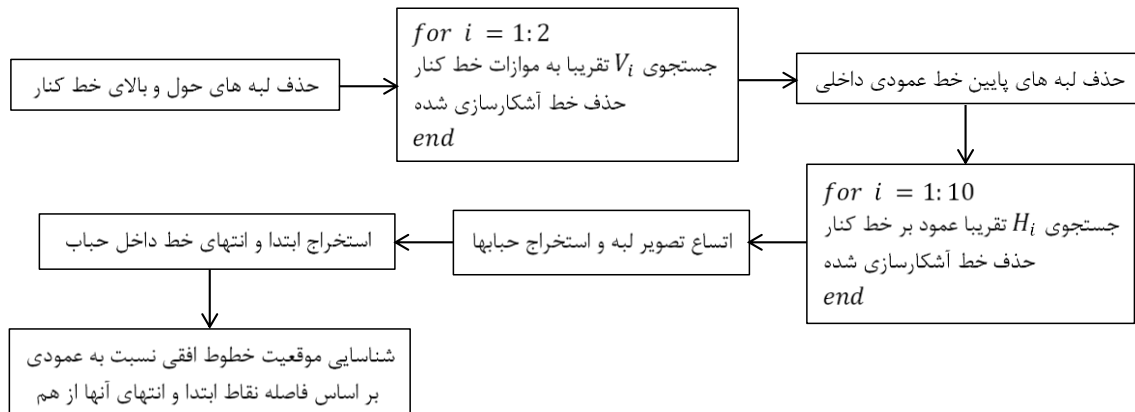 حذف لبه های حول و بالای خط کنار
for i = 1:2
جستجوی V_i تقریبا به موازات خط کنار
حذف خط آشکارسازی شده
end
حذف لبه های پایین خط عمودی داخلی
for i = 1:10
جستجوی H_i تقریبا عمود بر خط کنار
حذف خط آشکارسازی شده
end
اتساع تصویر لبه و استخراج حبابها
استخراج ابتدا و انتهای خط داخل حباب
شناسایی موقعیت خطوط افقی نسبت به عمودی
بر اساس فاصله نقاط ابتدا و انتهای آنها از هم